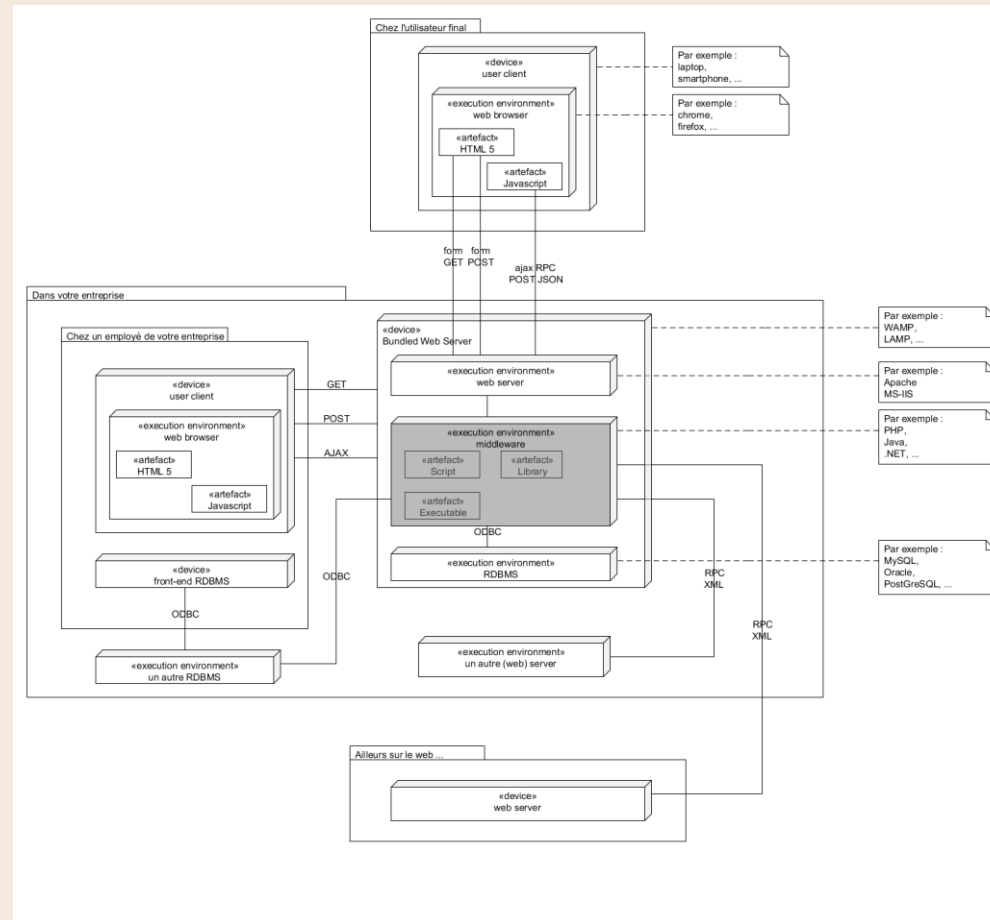 Chez l'utilisateur final
«device»
user client
«execution environment»
web browser
«artefact»
HTML 5
«artefact»
Javascript
Par exemple :
laptop,
smartphone, ...
Par exemple :
chrome,
firefox, ...
form
GET
form
POST
ajax RPC
POST JSON
Dans votre entreprise
Chez un employé de votre entreprise
«device»
user client
«execution environment»
web browser
«artefact»
HTML 5
«artefact»
Javascript
«device»
front-end RDBMS
ODBC
«execution environment»
un autre RDBMS
GET
POST
AJAX
ODBC
«device»
Bundled Web Server
«execution environment»
web server
«execution environment»
middleware
«artefact»
Script
«artefact»
Library
«artefact»
Executable
ODBC
«execution environment»
RDBMS
«execution environment»
un autre (web) server
RPC
XML
RPC
XML
Par exemple :
WAMP,
LAMP, ...
Par exemple :
Apache
MS-IIS
Par exemple :
PHP,
Java,
.NET, ...
Par exemple :
MySQL,
Oracle,
PostGreSQL, ...
Ailleurs sur le web ...
«device»
web server